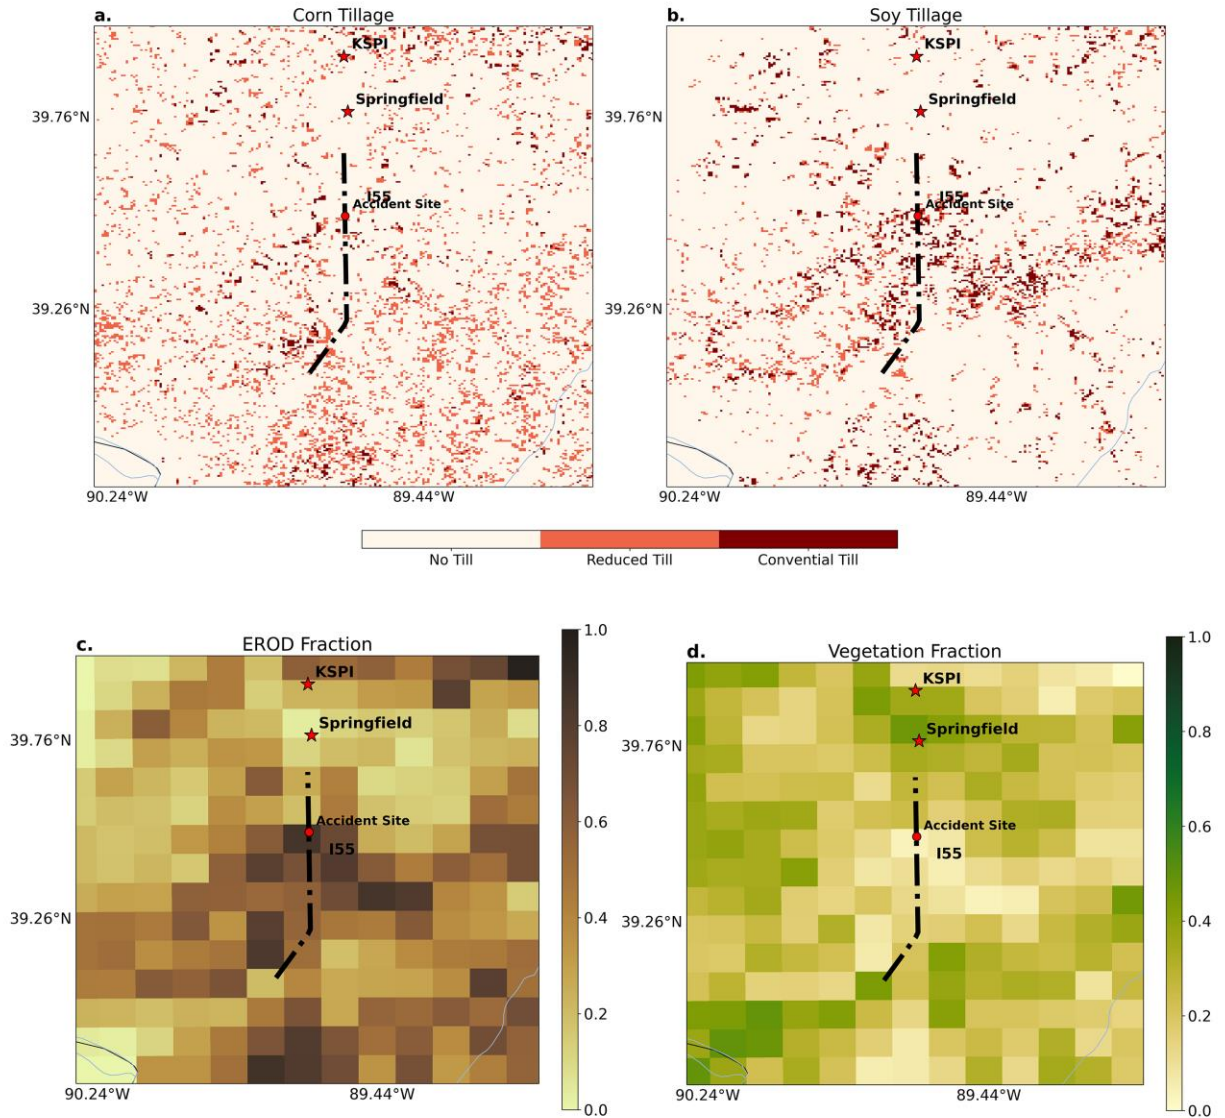 a. Corn Tillage
KSPI
Springfield
39.76°N
I55
Accident Site
39.26°N
90.24°W 89.44°W
b. Soy Tillage
KSPI
Springfield
39.76°N
I55
Accident Site
39.26°N
90.24°W 89.44°W
No Till Reduced Till Convential Till
c. EROD Fraction
KSPI
Springfield
39.76°N
Accident Site
I55
39.26°N
90.24°W 89.44°W
1.0
0.8
0.6
0.4
0.2
0.0
d. Vegetation Fraction
KSPI
Springfield
39.76°N
Accident Site
I55
39.26°N
90.24°W 89.44°W
1.0
0.8
0.6
0.4
0.2
0.0